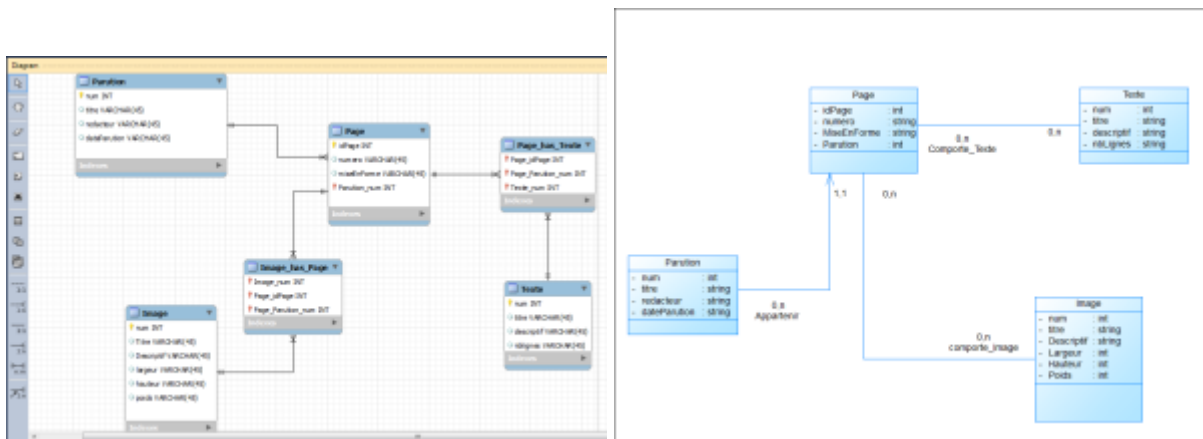 Diagram
Parution
num INT
titre VARCHAR(45)
redacteur VARCHAR(45)
dateParution VARCHAR(45)
Indexes
Page
idPage INT
numero VARCHAR(45)
miseEnForme VARCHAR(45)
Parution_num INT
Indexes
Page_has_Texte
Page_idPage INT
Page_Parution_num INT
Texte_num INT
Indexes
Image_has_Page
Image_num INT
Page_idPage INT
Page_Parution_num INT
Indexes
Texte
num INT
titre VARCHAR(45)
descriptif VARCHAR(45)
nbLignes VARCHAR(45)
Indexes
Image
num INT
Titre VARCHAR(45)
Descriptif VARCHAR(45)
largeur VARCHAR(45)
hauteur VARCHAR(45)
poids VARCHAR(45)
Indexes
Page
- idPage : int
- numero : string
- MiseEnForme : string
- Parution : int
Texte
- num : int
- titre : string
- descriptif : string
- nbLignes : string
0,n
0,n
Comporte_Texte
1,1
0,n
Parution
- num : int
- titre : string
- redacteur : string
- dateParution : string
0,n
Appartenir
Image
- num : int
- titre : string
- Descriptif : string
- Largeur : int
- Hauteur : int
- Poids : int
0,n
comporte_image